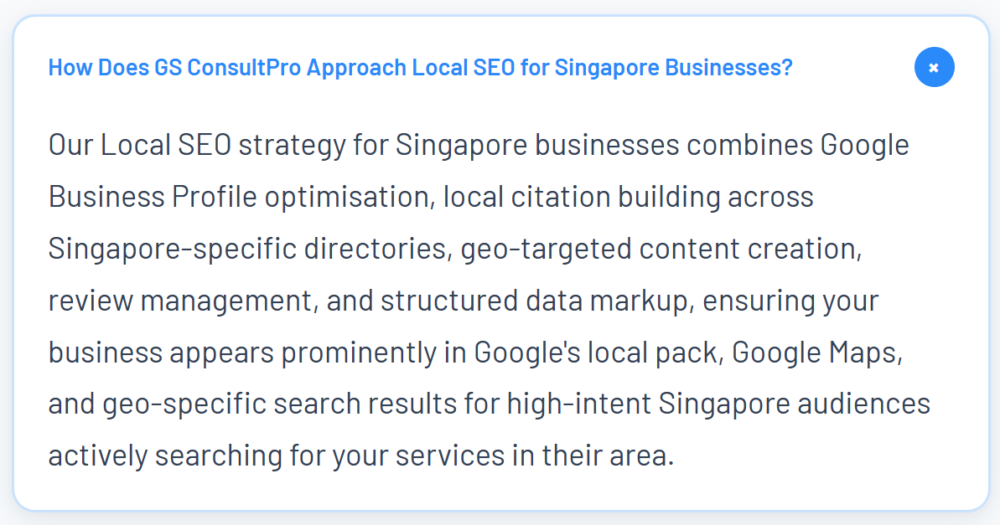 How Does GS ConsultPro Approach Local SEO for Singapore Businesses?
Our Local SEO strategy for Singapore businesses combines Google
Business Profile optimisation, local citation building across
Singapore-specific directories, geo-targeted content creation,
review management, and structured data markup, ensuring your
business appears prominently in Google's local pack, Google Maps,
and geo-specific search results for high-intent Singapore audiences
actively searching for your services in their area.